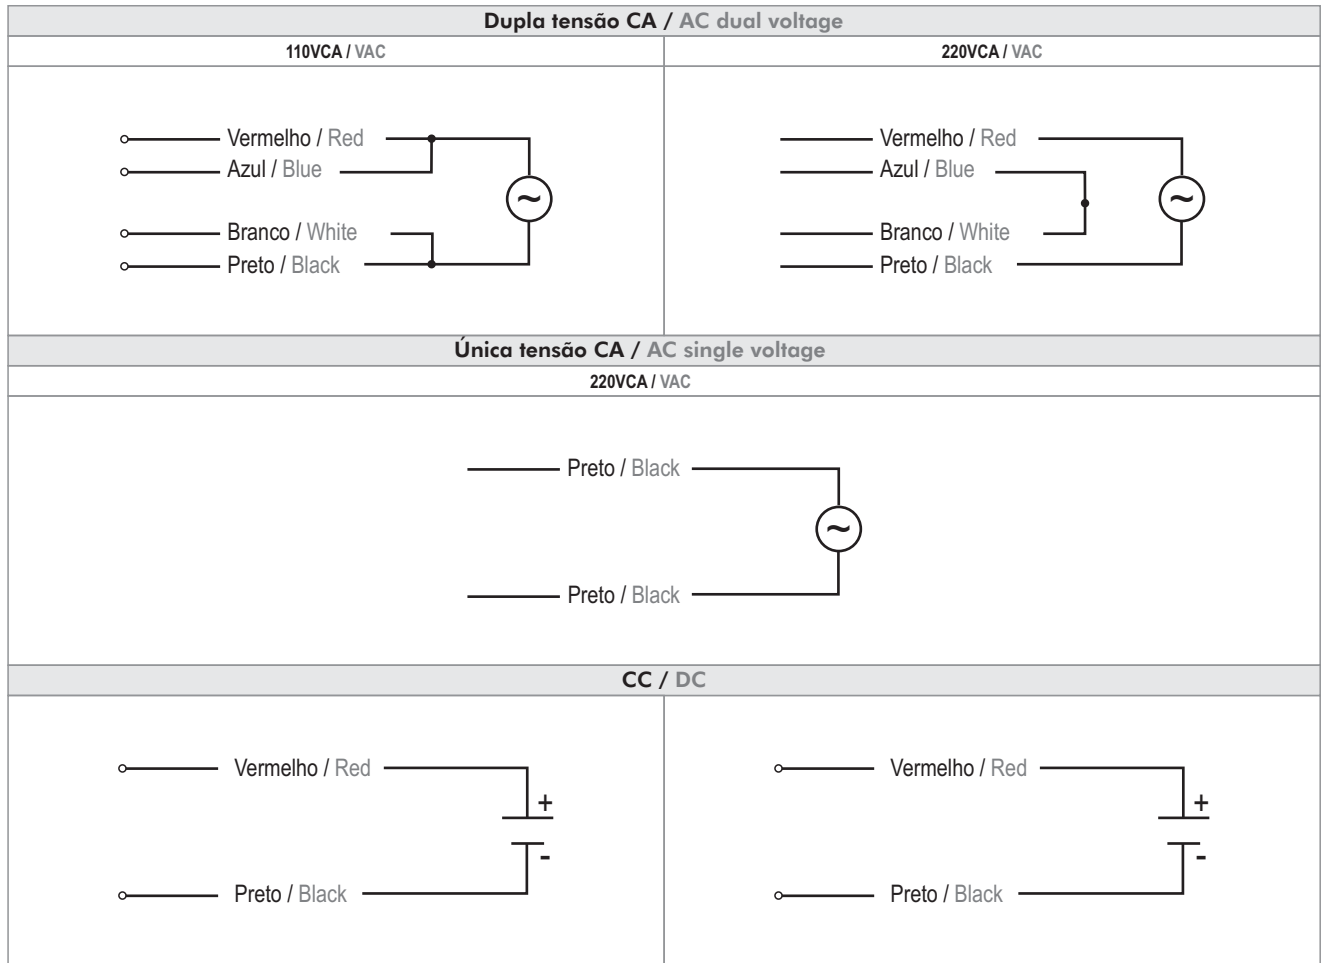 Dupla tensão CA / AC dual voltage
110VCA / VAC
220VCA / VAC
Vermelho / Red
Azul / Blue
Branco / White
Preto / Black
~
Vermelho / Red
Azul / Blue
Branco / White
Preto / Black
~
Única tensão CA / AC single voltage
220VCA / VAC
Preto / Black
~
Preto / Black
CC / DC
Vermelho / Red
+
-
Preto / Black
Vermelho / Red
+
-
Preto / Black